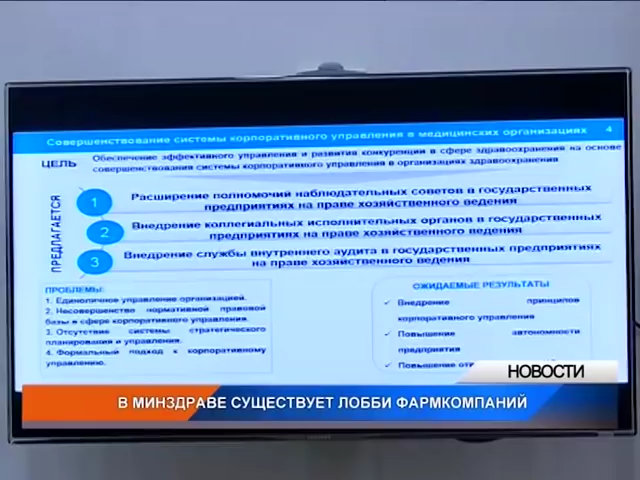 Совершенствование системы корпоративного управления в медицинских организациях 4
ЦЕЛЬ
Обеспечение эффективного управления и развития конкуренции в сфере здравоохранения на основе
совершенствования системы корпоративного управления в организациях здравоохранения
ПРЕДЛАГАЕТСЯ
1 Расширение полномочий наблюдательных советов в государственных
предприятиях на праве хозяйственного ведения
2 Внедрение коллегиальных исполнительных органов в государственных
предприятиях на праве хозяйственного ведения
3 Внедрение службы внутреннего аудита в государственных предприятиях
на праве хозяйственного ведения
ПРОБЛЕМЫ:
1. Единоличное управление организацией.
2. Несовершенство нормативной правовой
базы в сфере корпоративного управления.
3. Отсутствие системы стратегического
планирования и управления.
4. Формальный подход к корпоративному
управлению.
ОЖИДАЕМЫЕ РЕЗУЛЬТАТЫ
✓ Внедрение принципов
корпоративного управления
✓ Повышение автономности
предприятия
✓ Повышение
НОВОСТИ
В МИНЗДРАВЕ СУЩЕСТВУЕТ ЛОББИ ФАРМКОМПАНИЙ